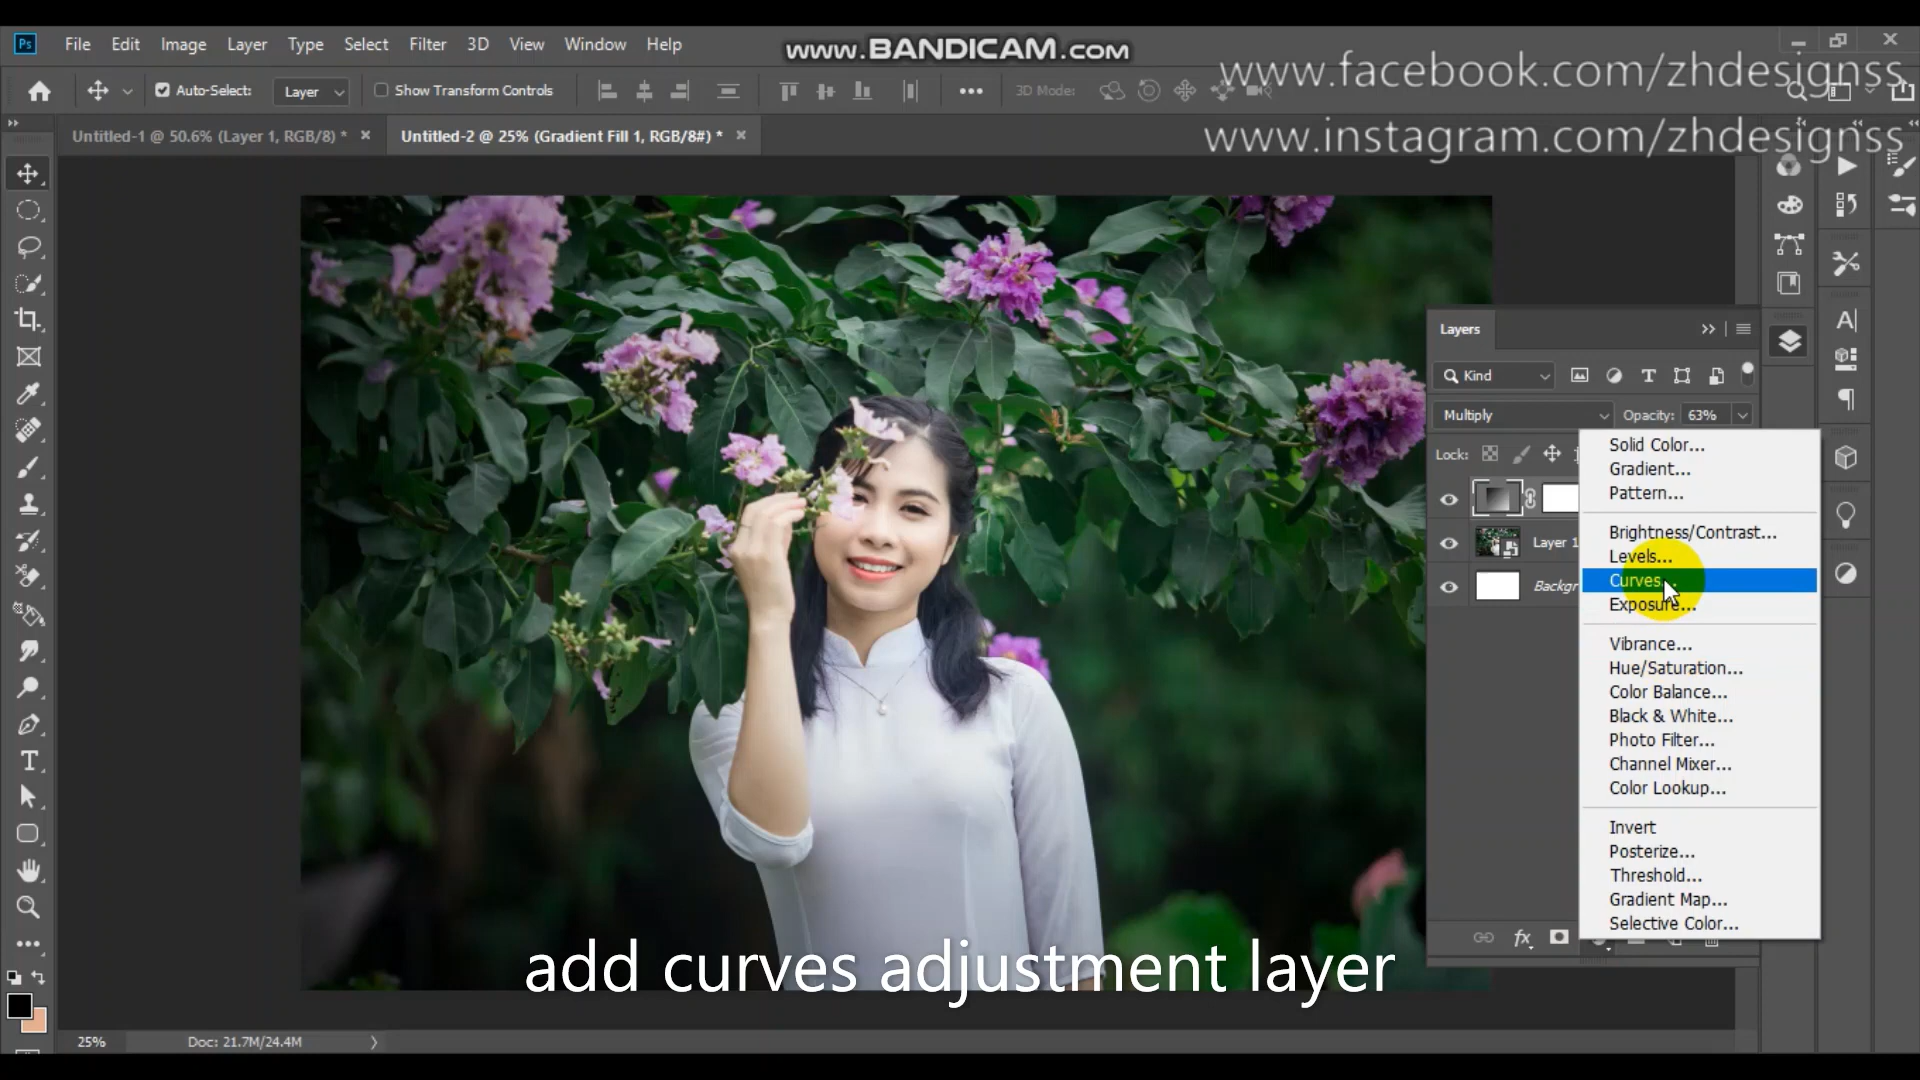 Ps File Edit Image Layer Type Select Filter 3D View Window Help
www.BANDICAM.com
www.facebook.com/zhdesignss
Auto-Select: Layer Show Transform Controls 3D Mode:
Untitled-1 @ 50.6% (Layer 1, RGB/8) * Untitled-2 @ 25% (Gradient Fill 1, RGB/8#) *
www.instagram.com/zhdesignss
Layers
Kind
Multiply Opacity: 63%
Lock:
Layer 1
Backgr
Solid Color...
Gradient...
Pattern...
Brightness/Contrast...
Levels...
Curves...
Exposure...
Vibrance...
Hue/Saturation...
Color Balance...
Black & White...
Photo Filter...
Channel Mixer...
Color Lookup...
Invert
Posterize...
Threshold...
Gradient Map...
Selective Color...
fx
add curves adjustment layer
25% Doc: 21.7M/24.4M